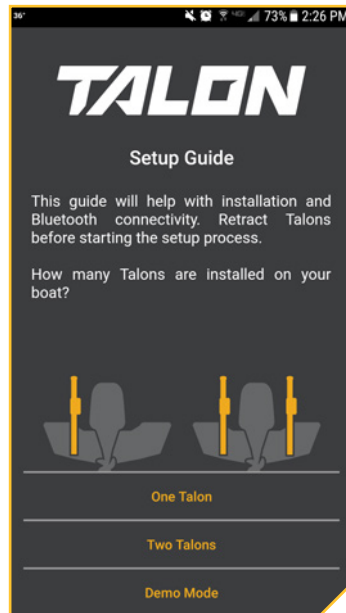 36° 73% 2:26 PM
TALON
Setup Guide
This guide will help with installation and
Bluetooth connectivity. Retract Talons
before starting the setup process.
How many Talons are installed on your
boat?
One Talon
Two Talons
Demo Mode